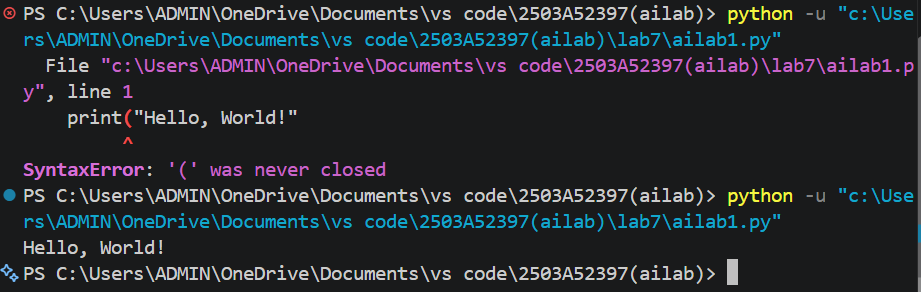 PS C:\Users\ADMIN\OneDrive\Documents\vs code\2503A52397(ailab)> python -u "c:\Use
rs\ADMIN\OneDrive\Documents\vs code\2503A52397(ailab)\lab7\ailab1.py"
  File "c:\Users\ADMIN\OneDrive\Documents\vs code\2503A52397(ailab)\lab7\ailab1.p
y", line 1
    print("Hello, World!"
         ^
SyntaxError: '(' was never closed
PS C:\Users\ADMIN\OneDrive\Documents\vs code\2503A52397(ailab)> python -u "c:\Use
rs\ADMIN\OneDrive\Documents\vs code\2503A52397(ailab)\lab7\ailab1.py"
Hello, World!
PS C:\Users\ADMIN\OneDrive\Documents\vs code\2503A52397(ailab)>